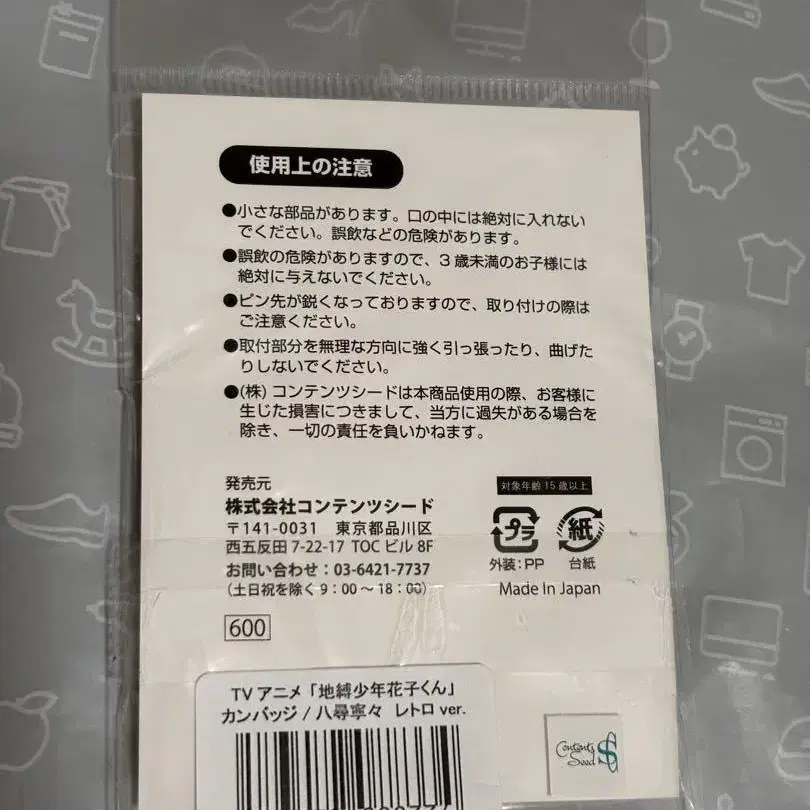 使用上の注意
●小さな部品があります。口の中には絶対に入れない
でください。誤飲などの危険があります。
●誤飲の危険がありますので、3歳未満のお子様には
絶対に与えないでください。
●ピン先が鋭くなっておりますので、取り付けの際は
ご注意ください。
●取付部分を無理な方向に強く引っ張ったり、曲げた
りしないでください。
●(株) コンテンツシードは本商品使用の際、お客様に
生じた損害につきまして、当方に過失がある場合を
除き、一切の責任を負いかねます。
発売元
株式会社コンテンツシード
〒141-0031 東京都品川区
西五反田 7-22-17 TOC ビル 8F
お問い合わせ：03-6421-7737
(土日祝を除く 9：00～18：00)
600
対象年齢 15 歳以上
プラ
紙
外装：PP
台紙
Made In Japan
TV アニメ「地縛少年花子くん」
カンバッジ / 八尋寧々 レトロ ver.
Contents
Seed